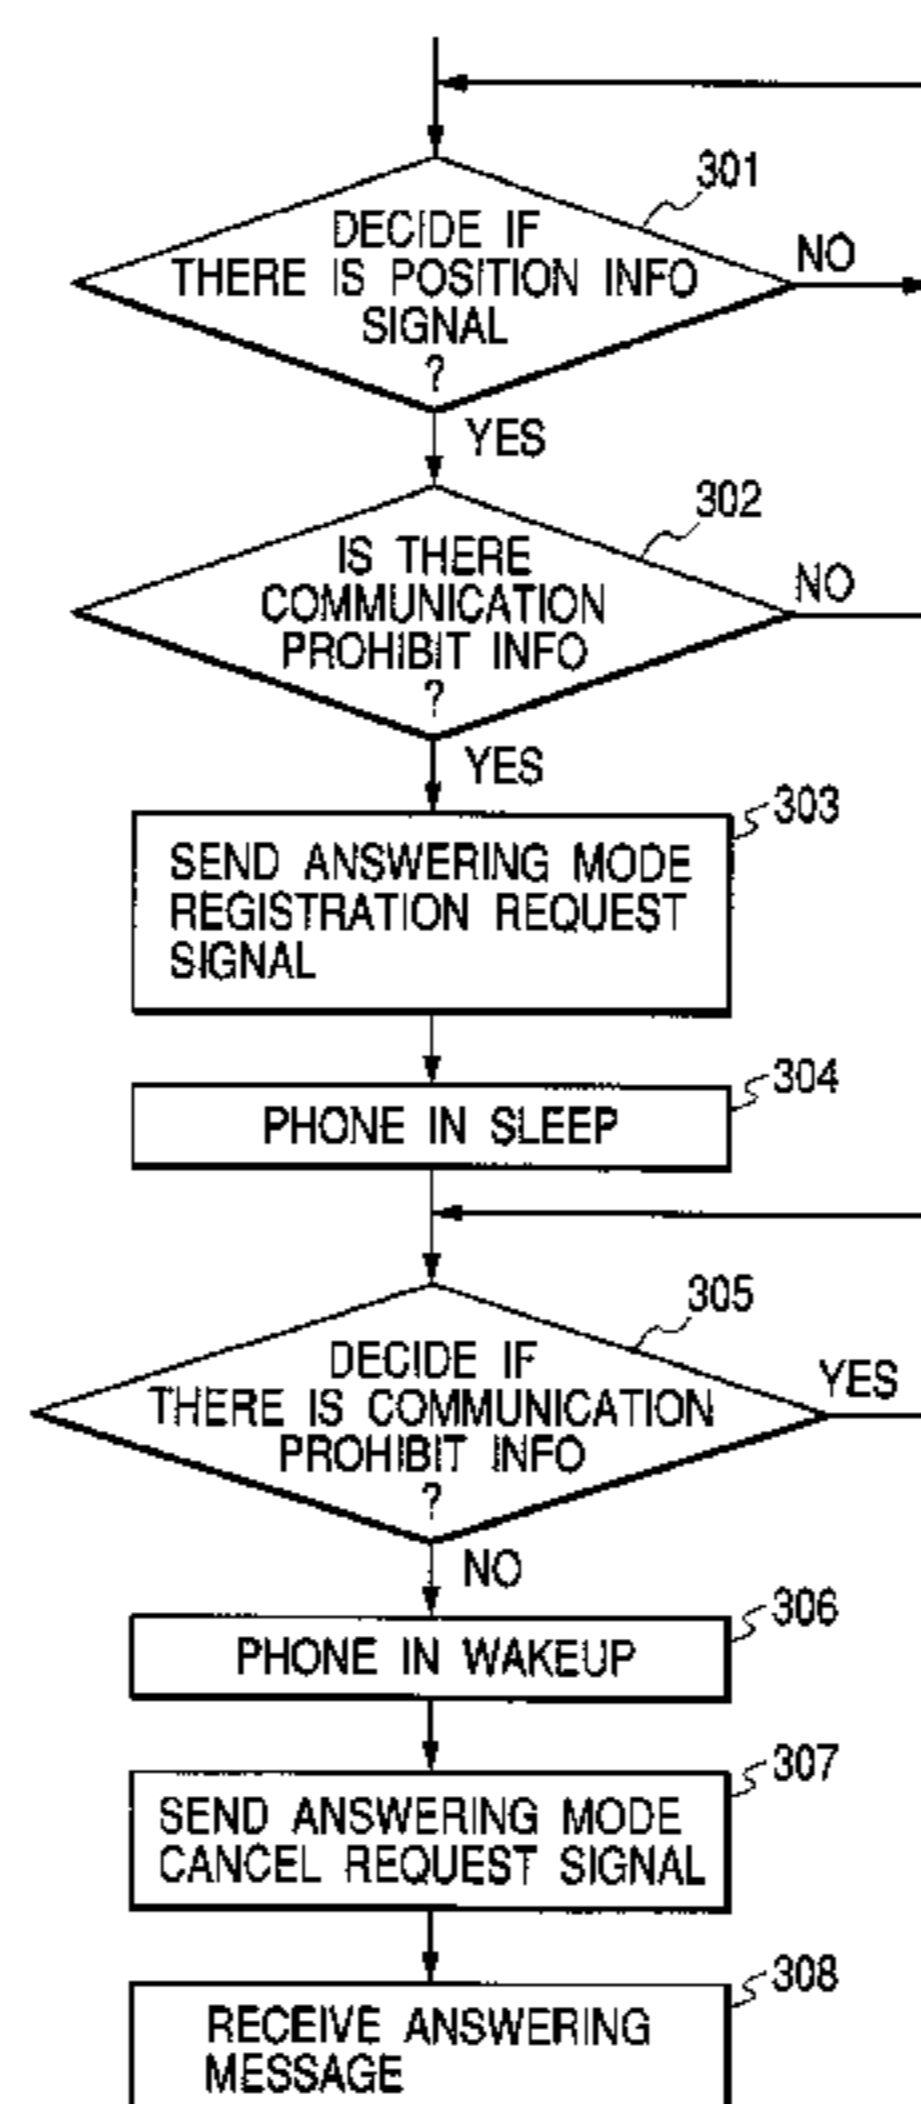 301
DECIDE IF
THERE IS POSITION INFO
SIGNAL
?
NO
YES
302
IS THERE
COMMUNICATION
PROHIBIT INFO
?
NO
YES
303
SEND ANSWERING MODE
REGISTRATION REQUEST
SIGNAL
304
PHONE IN SLEEP
305
DECIDE IF
THERE IS COMMUNICATION
PROHIBIT INFO
?
YES
NO
306
PHONE IN WAKEUP
307
SEND ANSWERING MODE
CANCEL REQUEST SIGNAL
308
RECEIVE ANSWERING
MESSAGE